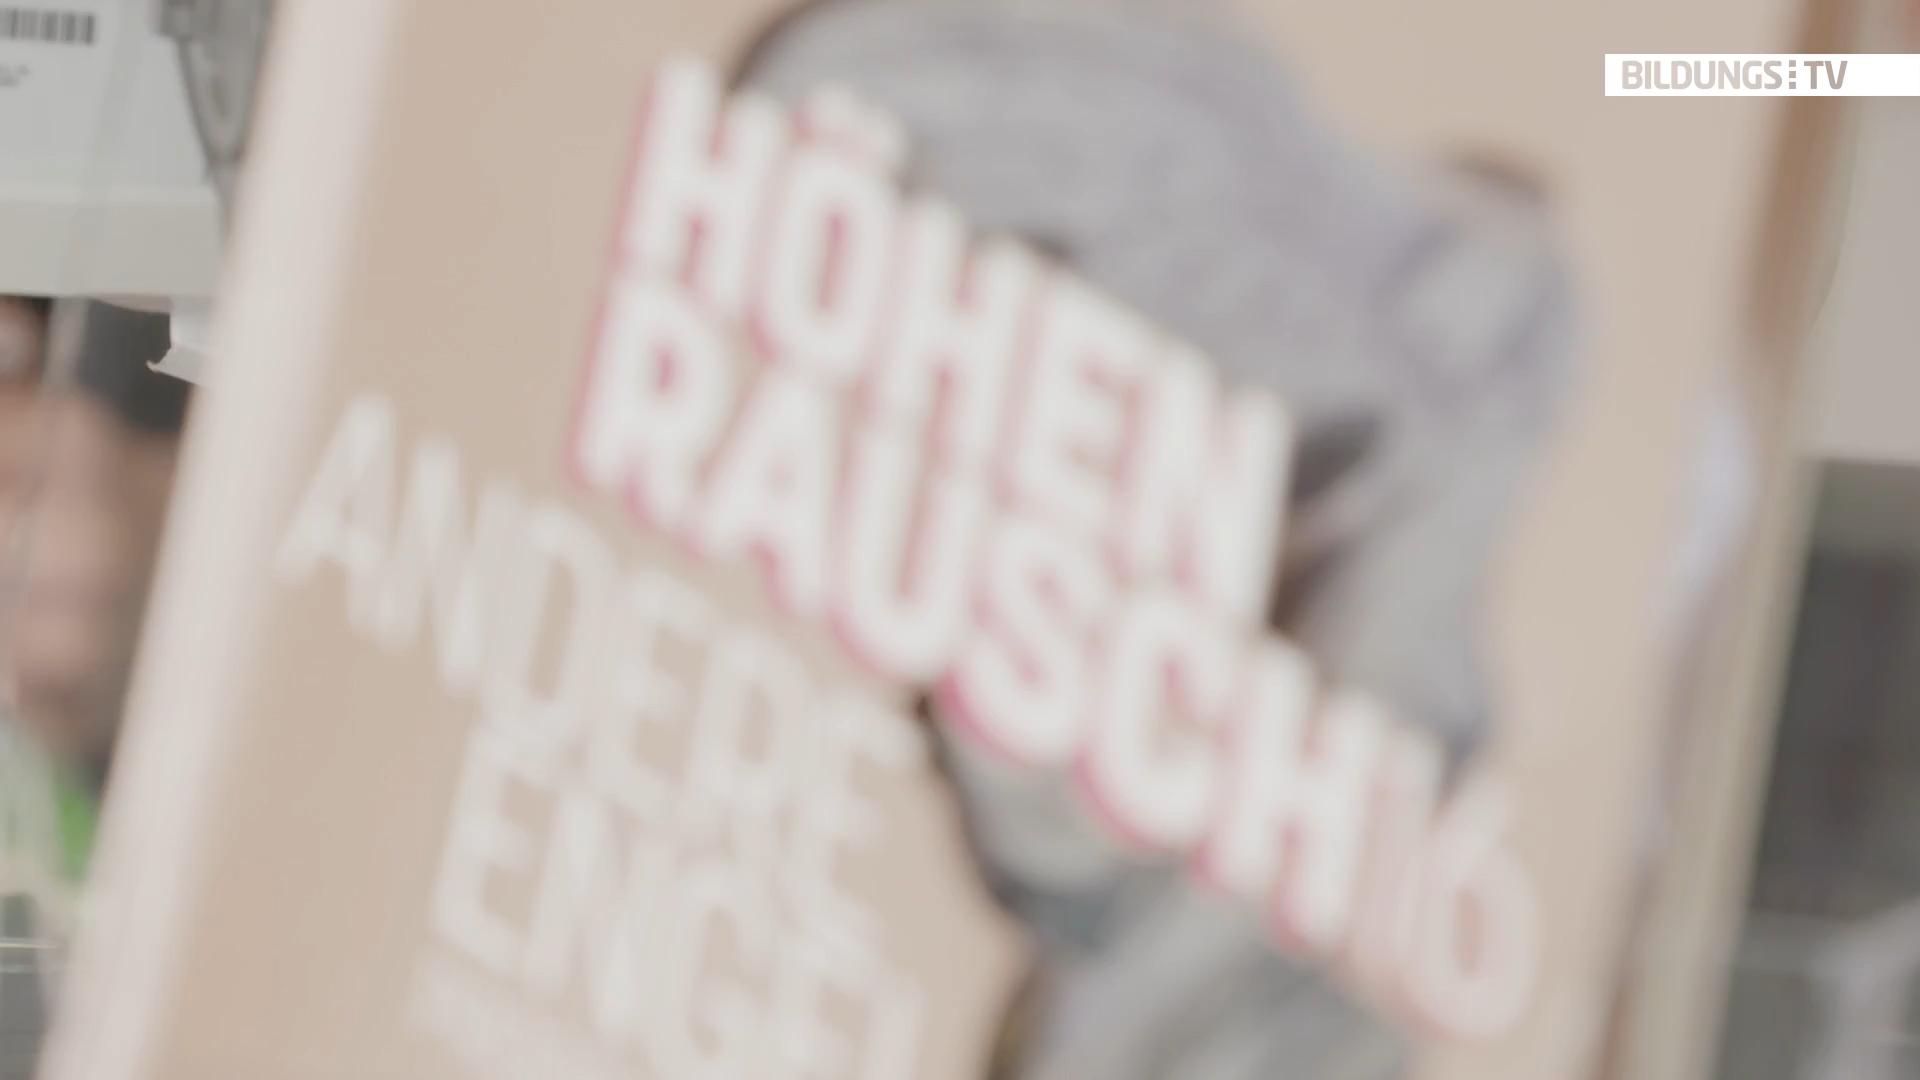 BILDUNGS:TV
HÖHEN
RAUSCH16
ANDERE
ENGEL